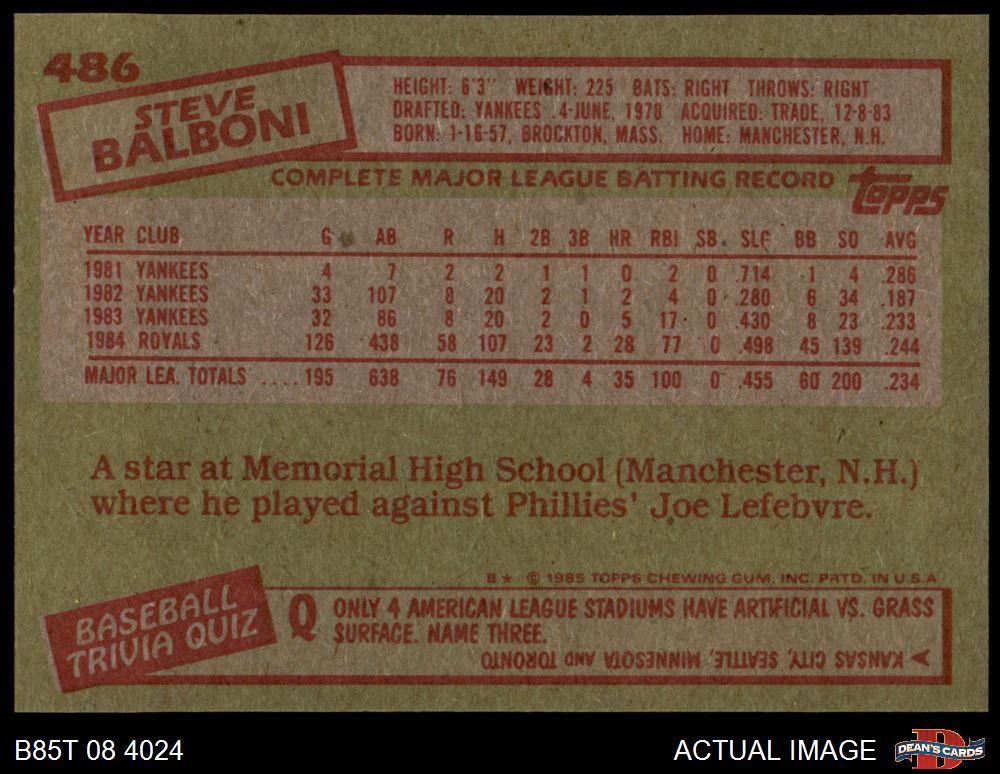 486
STEVE
BALBONI
HEIGHT: 6'3" WEIGHT: 225 BATS: RIGHT THROWS: RIGHT
DRAFTED: YANKEES 4-JUNE, 1978 ACQUIRED: TRADE, 12-8-83
BORN: 1-16-57, BROCKTON, MASS. HOME: MANCHESTER, N.H.
COMPLETE MAJOR LEAGUE BATTING RECORD topps
YEAR CLUB G AB R H 2B 3B HR RBI SB SLG BB SO AVG
1981 YANKEES 4 7 2 2 1 1 0 2 0 .714 1 4 .286
1982 YANKEES 33 107 8 20 2 1 2 4 0 .280 6 34 .187
1983 YANKEES 32 86 8 20 2 0 5 17 0 .430 8 23 .233
1984 ROYALS 126 438 58 107 23 2 28 77 0 .498 45 139 .244
MAJOR LEA. TOTALS .... 195 638 76 149 28 4 35 100 0 .455 60 200 .234
A star at Memorial High School (Manchester, N.H.)
where he played against Phillies' Joe Lefebvre.
B* © 1985 TOPPS CHEWING GUM, INC. PRTD. IN U.S.A
BASEBALL
TRIVIA QUIZ
Q ONLY 4 AMERICAN LEAGUE STADIUMS HAVE ARTIFICIAL VS. GRASS
SURFACE. NAME THREE.
KANSAS CITY, SEATTLE, MINNESOTA AND TORONTO
B85T 08 4024
ACTUAL IMAGE
D
DEAN'S CARDS